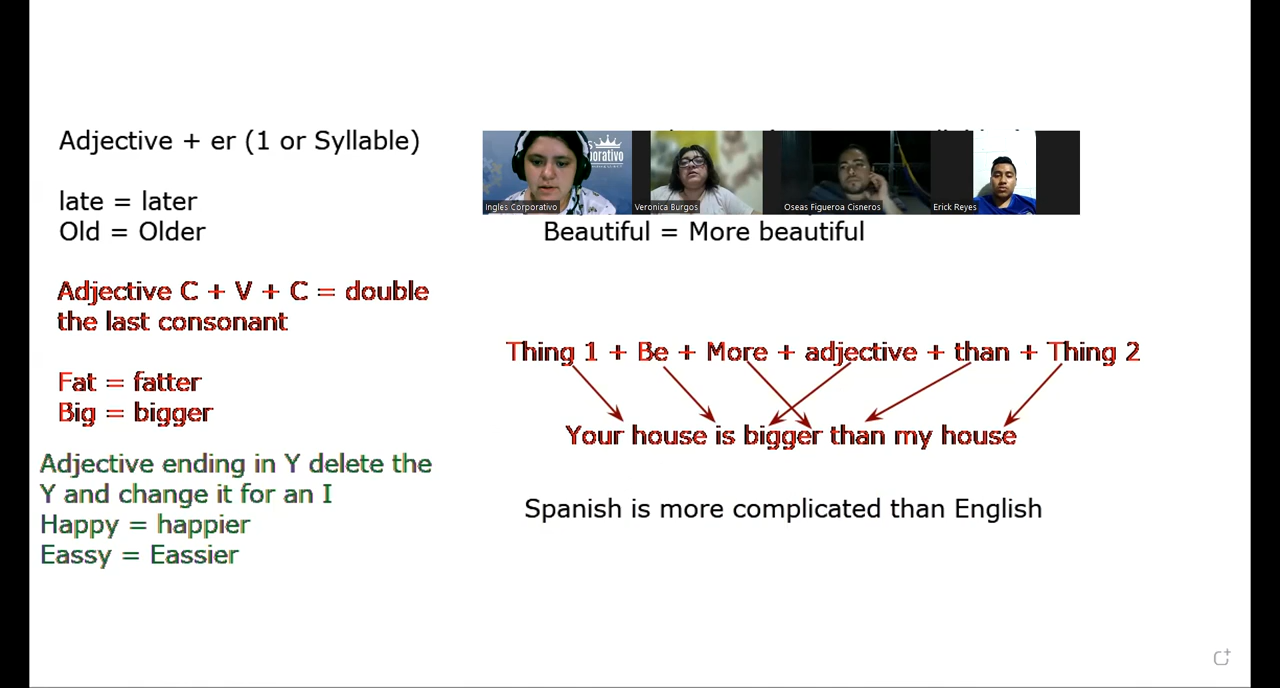 Adjective + er (1 or Syllable)
late = later
Old = Older
Adjective C + V + C = double
the last consonant
Fat = fatter
Big = bigger
Adjective ending in Y delete the
Y and change it for an I
Happy = happier
Eassy = Eassier
orativo
Ingles Corporativo
Veronica Burgos
Oseas Figueroa Cisneros
Erick Reyes
Beautiful = More beautiful
Thing 1 + Be + More + adjective + than + Thing 2
Your house is bigger than my house
Spanish is more complicated than English